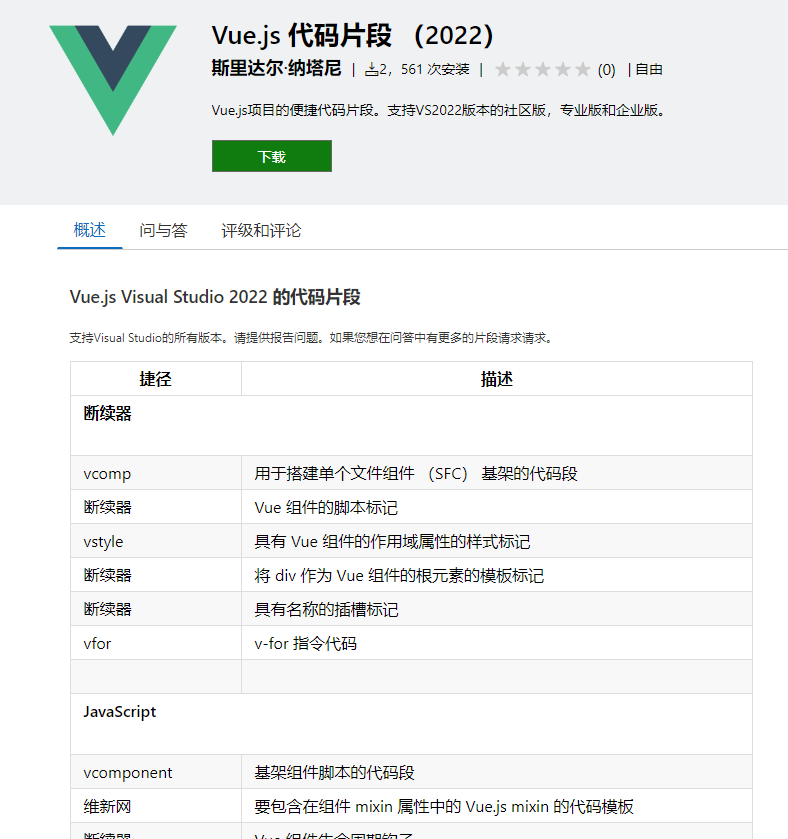 Vue.js 代码片段 （2022）
斯里达尔·纳塔尼 | 2，561 次安装 | (0) | 自由
Vue.js项目的便捷代码片段。支持VS2022版本的社区版，专业版和企业版。
下载
概述 问与答 评级和评论
Vue.js Visual Studio 2022 的代码片段
支持Visual Studio的所有版本。请提供报告问题。如果您想在问答中有更多的片段请求请求。
捷径 描述
断续器
vcomp 用于搭建单个文件组件 （SFC） 基架的代码段
断续器 Vue 组件的脚本标记
vstyle 具有 Vue 组件的作用域属性的样式标记
断续器 将 div 作为 Vue 组件的根元素的模板标记
断续器 具有名称的插槽标记
vfor v-for 指令代码
JavaScript
vcomponent 基架组件脚本的代码段
维新网 要包含在组件 mixin 属性中的 Vue.js mixin 的代码模板
断续器 Vue 组件生命周期钩子